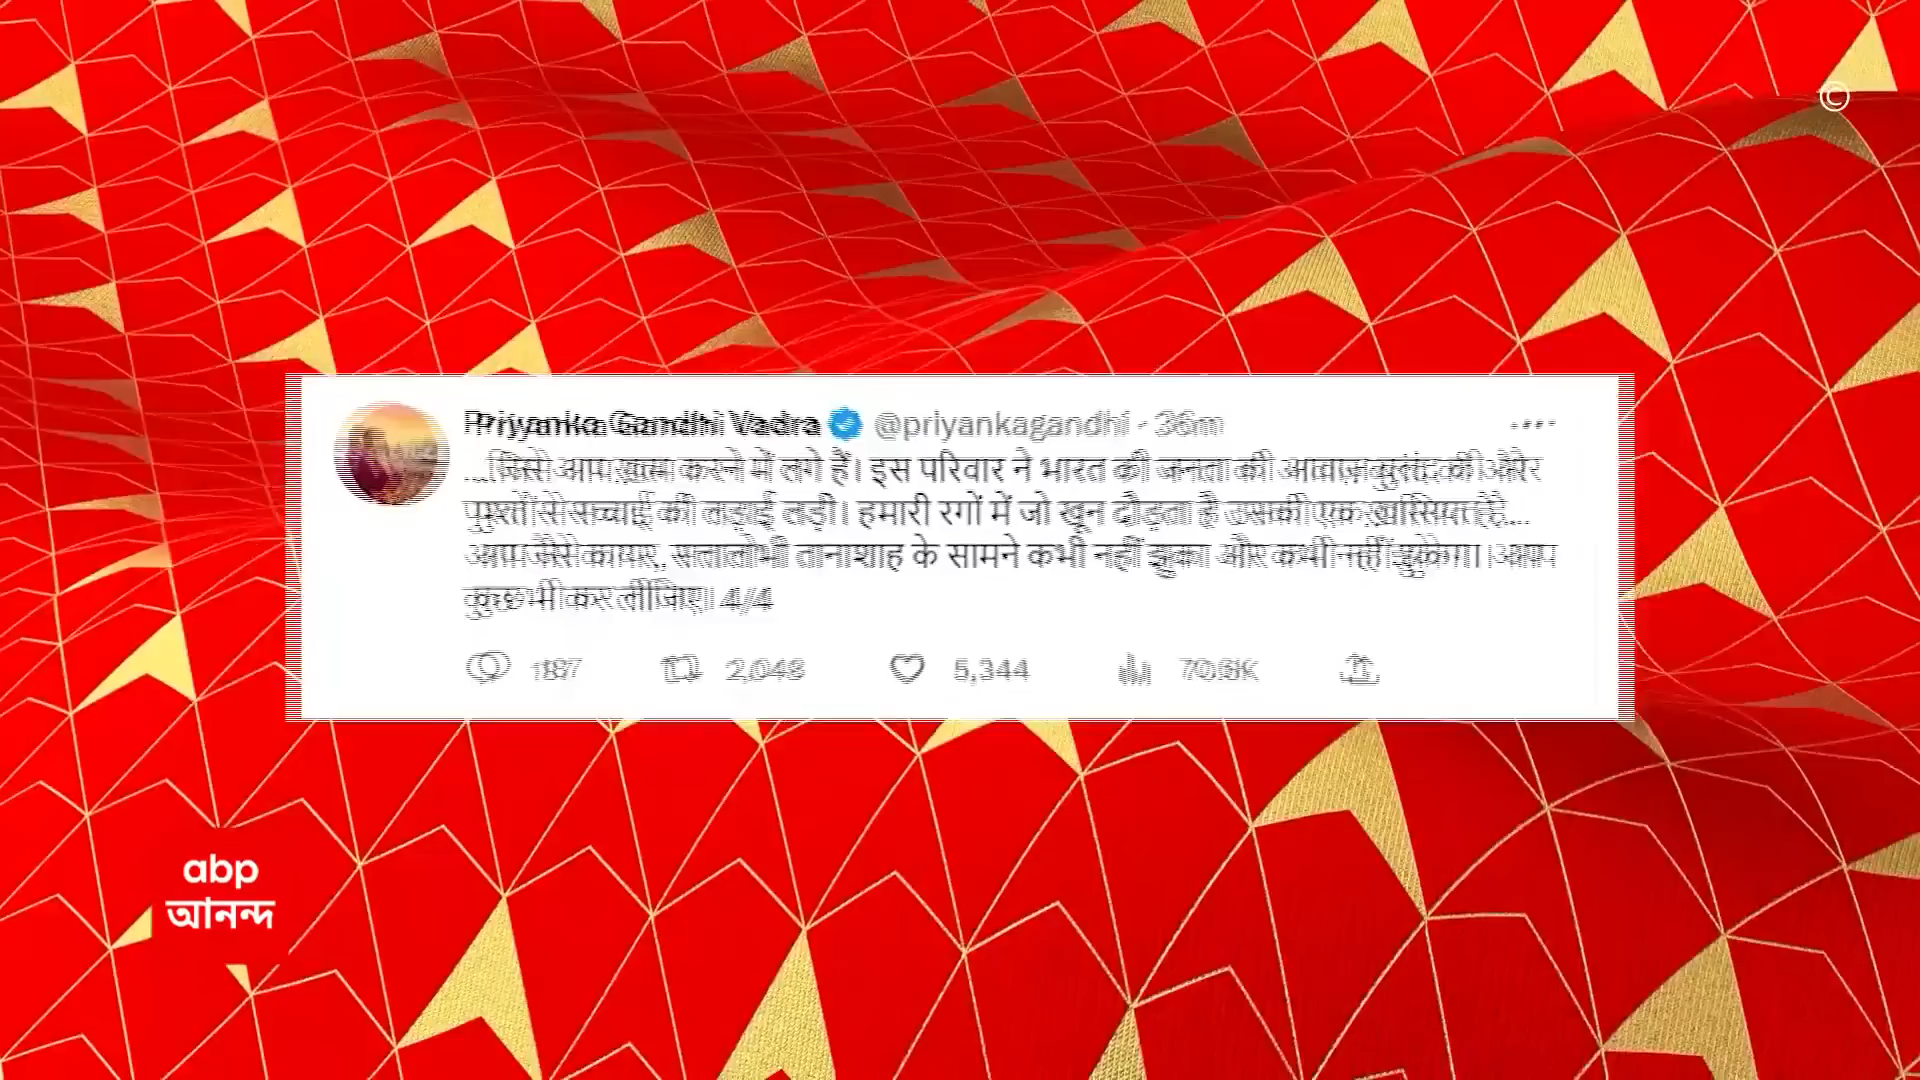 ©
Priyanka Gandhi Vadra @priyankagandhi · 36m
...जिसे आप ख़त्म करने में लगे हैं। इस परिवार ने भारत की जनता की आवाज़ बुलंद की और
पुश्तों से सच्चाई की लड़ाई लड़ी। हमारी रगों में जो खून दौड़ता है उसकी एक ख़ासियत है...
आप जैसे कायर, सत्तालोभी तानाशाह के सामने कभी नहीं झुका और कभी नहीं झुकेगा। आप
कुछ भी कर लीजिए। 4/4
187 2,048 5,344 70.6K
abp
আনন্দ